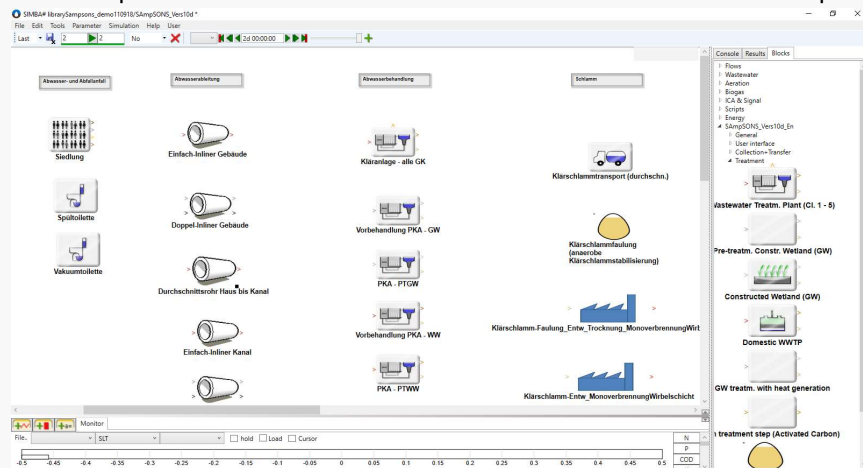 SIMBA# librarySampsons_demo110918/SAmpSONS_Vers10d *
File Edit Tools Parameter Simulation Help User
Last 2 2 No 2d 00:00:00
Console Results Blocks
Flows
Wastewater
Aeration
Biogas
ICA & Signal
Scripts
Energy
SAmpSONS_Vers10d_En
General
User interface
Collection+Transfer
Treatment
Wastewater Treatm. Plant (Cl. 1 - 5)
Pre-treatm. Constr. Wetland (GW)
Constructed Wetland (GW)
Domestic WWTP
GW treatm. with heat generation
treatment step (Activated Carbon)
Abwasser- und Abfallanfall
Siedlung
Spültoilette
Vakuumtoilette
Abwasserableitung
Einfach-Inliner Gebäude
Doppel-Inliner Gebäude
Durchschnittsrohr Haus bis Kanal
Einfach-Inliner Kanal
Abwasserbehandlung
Kläranlage - alle GK
Vorbehandlung PKA - GW
PKA - PTGW
Vorbehandlung PKA - WW
PKA - PTWW
Schlamm
Klärschlammtransport (durchschn.)
Klärschlammfaulung
(anaerobe
Klärschlammstabilisierung)
Klärschlamm-Faulung_Entw_Trocknung_MonoverbrennungWirb
Klärschlamm-Entw_MonoverbrennungWirbelschicht
Monitor
File.. SLT hold Load Cursor
N
P
COD
-0.5 -0.45 -0.4 -0.35 -0.3 -0.25 -0.2 -0.15 -0.1 -0.05 0 0.05 0.1 0.15 0.2 0.25 0.3 0.35 0.4 0.45 0.5